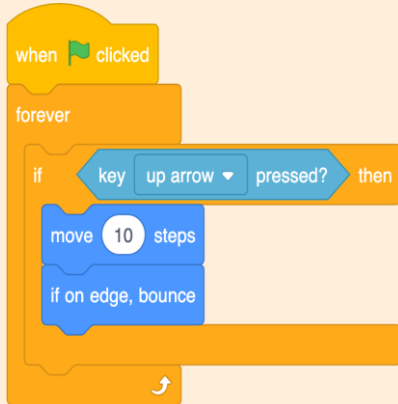 when clicked
forever
if key up arrow pressed? then
move 10 steps
if on edge, bounce